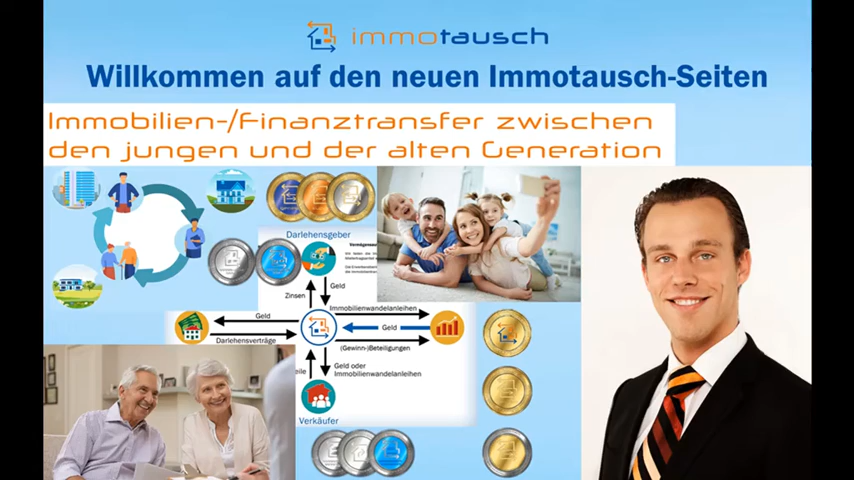 immotausch
Willkommen auf den neuen Immotausch-Seiten
Immobilien-/Finanztransfer zwischen
den jungen und der alten Generation
Darlehensgeber
Geld
Zinsen
Immobilienwandelanleihen
Geld
Geld
Darlehensverträge
(Gewinn-)Beteiligungen
eile
Geld oder
Immobilienwandelanleihen
Verkäufer